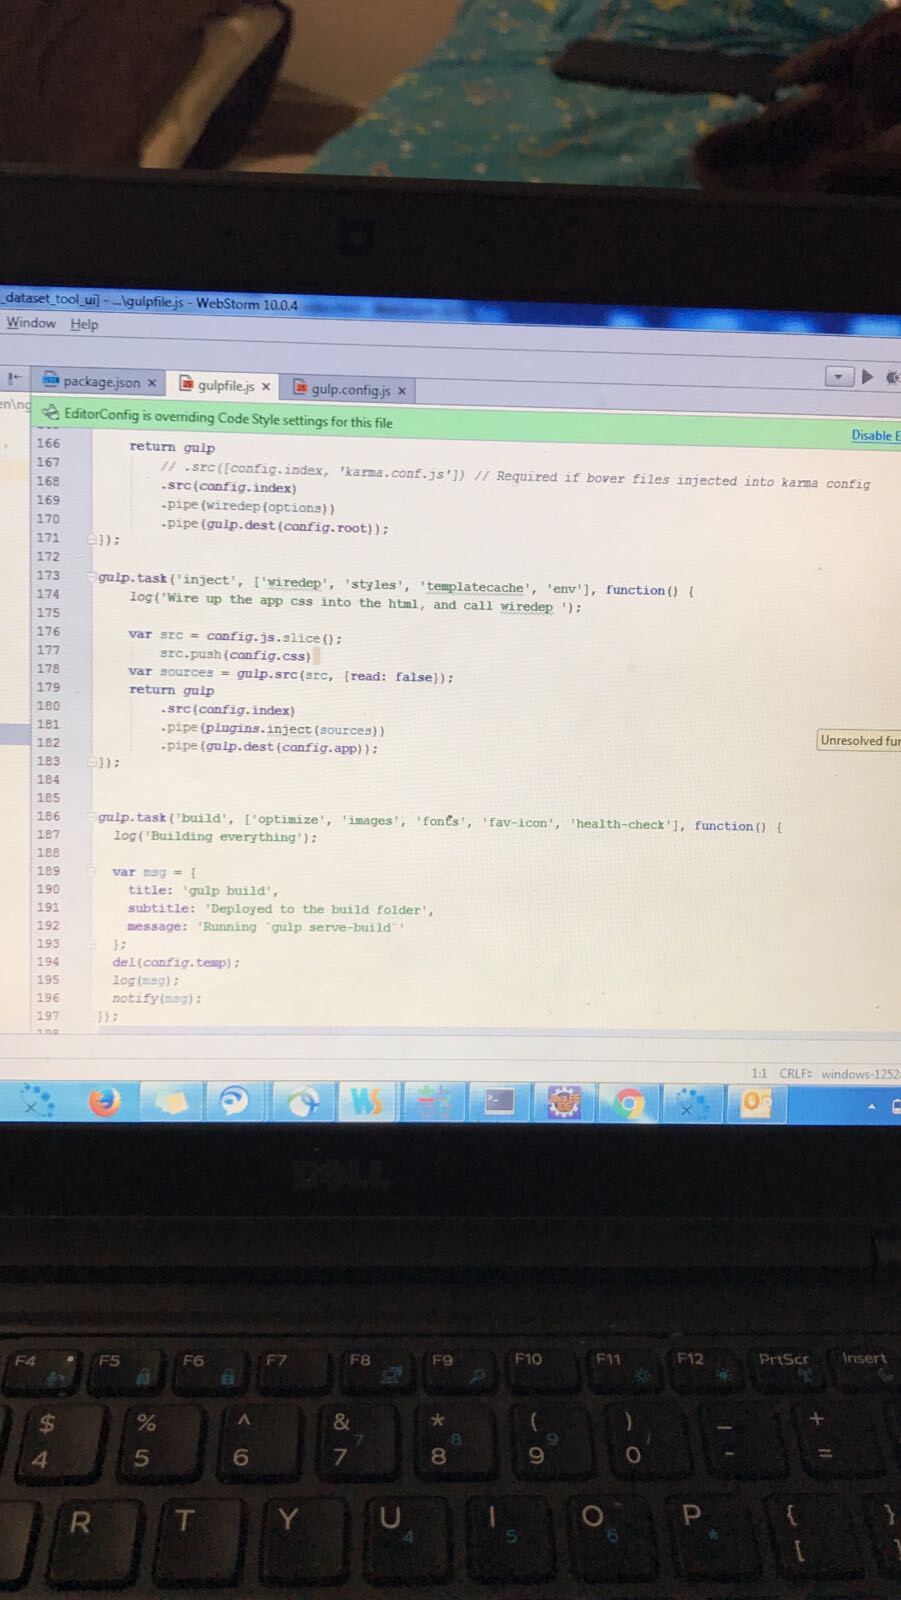 _dataset_tool_ui] - ...\gulpfile.js - WebStorm 10.0.4
Window Help
package.json × gulpfile.js × gulp.config.js ×
EditorConfig is overriding Code Style settings for this file Disable
166 return gulp
167 // .src([config.index, 'karma.conf.js']) // Required if bower files injected into karma config
168 .src(config.index)
169 .pipe(wiredep(options))
170 .pipe(gulp.dest(config.root));
171 });
172
173 gulp.task('inject', ['wiredep', 'styles', 'templatecache', 'env'], function() {
174 log('Wire up the app css into the html, and call wiredep ');
175
176 var src = config.js.slice();
177 src.push(config.css)
178 var sources = gulp.src(src, {read: false});
179 return gulp
180 .src(config.index)
181 .pipe(plugins.inject(sources))
182 .pipe(gulp.dest(config.app));
183 });
184
185
186 gulp.task('build', ['optimize', 'images', 'fonts', 'fav-icon', 'health-check'], function() {
187 log('Building everything');
188
189 var msg = {
190 title: 'gulp build',
191 subtitle: 'Deployed to the build folder',
192 message: 'Running `gulp serve-build`'
193 };
194 del(config.temp);
195 log(msg);
196 notify(msg);
197 });
Unresolved
1:1 CRLF windows-1252
WS
Java EE IDE
DELL
F4 F5 F6 F7 F8 F9 F10 F11 F12 PrtScr Insert
$ % ^ & * ( ) _ +
4 5 6 7 7 8 8 9 9 0 / - =
R T Y U 4 I 5 O 6 P * { [ }